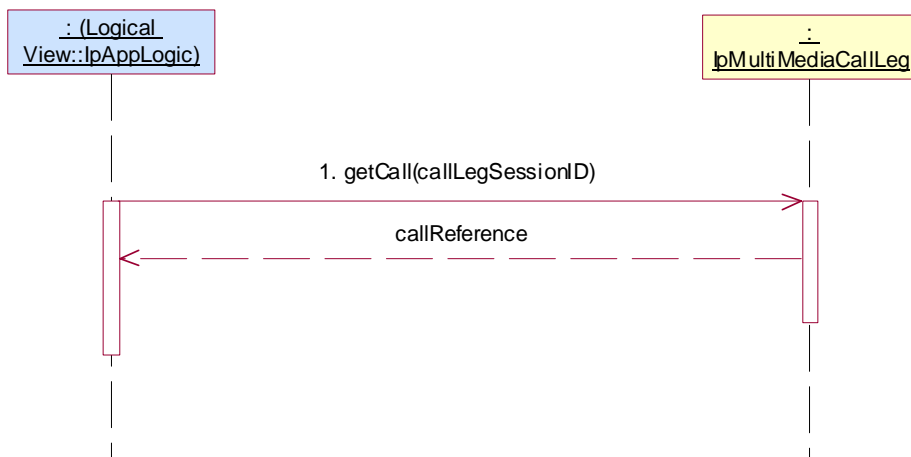 : (Logical
View::IpAppLogic)
:
IpMultiMediaCallLeg
1. getCall(callLegSessionID)
callReference